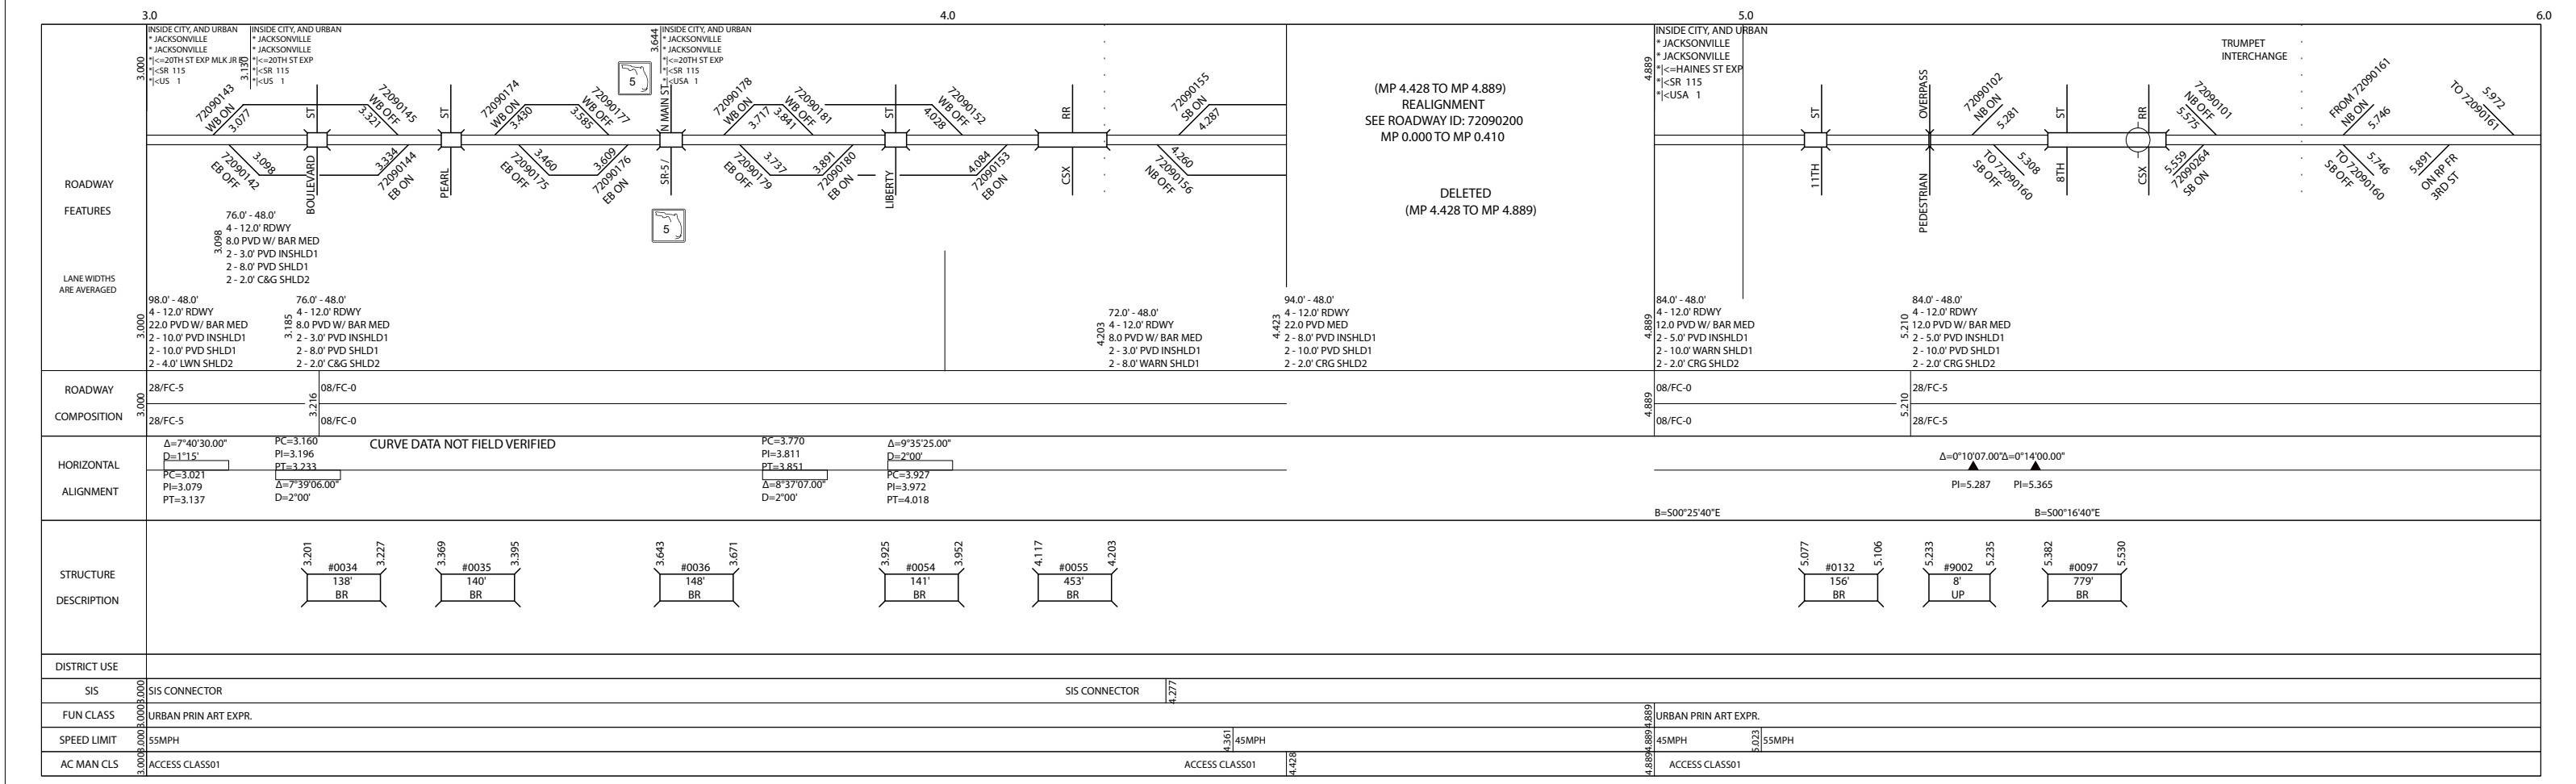 3.0
4.0
5.0
6.0
ROADWAY
FEATURES
LANE WIDTHS
ARE AVERAGED
3.000
INSIDE CITY, AND URBAN
* JACKSONVILLE
* JACKSONVILLE
*|<=20TH ST EXP MLK JR P
*|<SR 115
*|<US 1
3.130
INSIDE CITY, AND URBAN
* JACKSONVILLE
* JACKSONVILLE
*|<=20TH ST EXP
*|<SR 115
*|<US 1
3.644
INSIDE CITY, AND URBAN
* JACKSONVILLE
* JACKSONVILLE
*|<=20TH ST EXP
*|<SR 115
*|<USA 1
5
5
72090143
WB ON
3.077
3.098
72090142
EB OFF
BOULEVARD ST
72090145
WB OFF
3.321
3.334
72090144
EB ON
PEARL ST
72090174
WB ON
3.430
3.460
72090175
EB OFF
72090177
WB OFF
3.585
3.609
72090176
EB ON
SR-5 / N MAIN ST
72090178
WB ON
3.717
3.737
72090179
EB OFF
72090181
WB OFF
3.841
3.891
72090180
EB ON
LIBERTY ST
72090152
WB OFF
4.028
4.084
72090153
EB ON
CSX RR
72090155
SB ON
4.287
4.260
72090156
NB OFF
(MP 4.428 TO MP 4.889)
REALIGNMENT
SEE ROADWAY ID: 72090200
MP 0.000 TO MP 0.410
DELETED
(MP 4.428 TO MP 4.889)
4.889
INSIDE CITY, AND URBAN
* JACKSONVILLE
* JACKSONVILLE
*|<=HAINES ST EXP
*|<SR 115
*|<USA 1
11TH ST
PEDESTRIAN OVERPASS
72090102
NB ON
5.281
5.308
TO 72090160
SB OFF
8TH ST
CSX RR
72090101
NB OFF
5.575
5.559
72090264
SB ON
TRUMPET
INTERCHANGE
FROM 72090161
NB ON
5.746
5.746
TO 72090160
SB OFF
5.891
ON RP FR
3RD ST
5.972
TO 72090161
3.098
76.0' - 48.0'
4 - 12.0' RDWY
8.0 PVD W/ BAR MED
2 - 3.0' PVD INSHLD1
2 - 8.0' PVD SHLD1
2 - 2.0' C&G SHLD2
3.000
98.0' - 48.0'
4 - 12.0' RDWY
22.0 PVD W/ BAR MED
2 - 10.0' PVD INSHLD1
2 - 10.0' PVD SHLD1
2 - 4.0' LWN SHLD2
3.185
76.0' - 48.0'
4 - 12.0' RDWY
8.0 PVD W/ BAR MED
2 - 3.0' PVD INSHLD1
2 - 8.0' PVD SHLD1
2 - 2.0' C&G SHLD2
4.203
72.0' - 48.0'
4 - 12.0' RDWY
8.0 PVD W/ BAR MED
2 - 3.0' PVD INSHLD1
2 - 8.0' WARN SHLD1
4.423
94.0' - 48.0'
4 - 12.0' RDWY
22.0 PVD MED
2 - 8.0' PVD INSHLD1
2 - 10.0' PVD SHLD1
2 - 2.0' CRG SHLD2
4.889
84.0' - 48.0'
4 - 12.0' RDWY
12.0 PVD W/ BAR MED
2 - 5.0' PVD INSHLD1
2 - 10.0' WARN SHLD1
2 - 2.0' CRG SHLD2
5.210
84.0' - 48.0'
4 - 12.0' RDWY
12.0 PVD W/ BAR MED
2 - 5.0' PVD INSHLD1
2 - 10.0' PVD SHLD1
2 - 2.0' CRG SHLD2
ROADWAY
COMPOSITION
3.000
28/FC-5
28/FC-5
3.216
08/FC-0
08/FC-0
4.889
08/FC-0
08/FC-0
5.210
28/FC-5
28/FC-5
HORIZONTAL
ALIGNMENT
Δ=7°40'30.00"
D=1°15'
PC=3.021
PI=3.079
PT=3.137
PC=3.160
PI=3.196
PT=3.233
Δ=7°39'06.00"
D=2°00'
CURVE DATA NOT FIELD VERIFIED
PC=3.770
PI=3.811
PT=3.851
Δ=8°37'07.00"
D=2°00'
Δ=9°35'25.00"
D=2°00'
PC=3.927
PI=3.972
PT=4.018
Δ=0°10'07.00"
Δ=0°14'00.00"
PI=5.287
PI=5.365
B=S00°25'40"E
B=S00°16'40"E
STRUCTURE
DESCRIPTION
3.201
3.227
#0034
138'
BR
3.369
3.395
#0035
140'
BR
3.643
3.671
#0036
148'
BR
3.925
3.952
#0054
141'
BR
4.117
4.203
#0055
453'
BR
5.077
5.106
#0132
156'
BR
5.233
5.235
#9002
8'
UP
5.382
5.530
#0097
779'
BR
DISTRICT USE
SIS
3.000
SIS CONNECTOR
SIS CONNECTOR
4.277
FUN CLASS
3.000
URBAN PRIN ART EXPR.
4.889
URBAN PRIN ART EXPR.
SPEED LIMIT
3.000
55MPH
4.361
45MPH
4.889
45MPH
5.023
55MPH
AC MAN CLS
3.000
ACCESS CLASS01
ACCESS CLASS01
4.428
4.889
ACCESS CLASS01